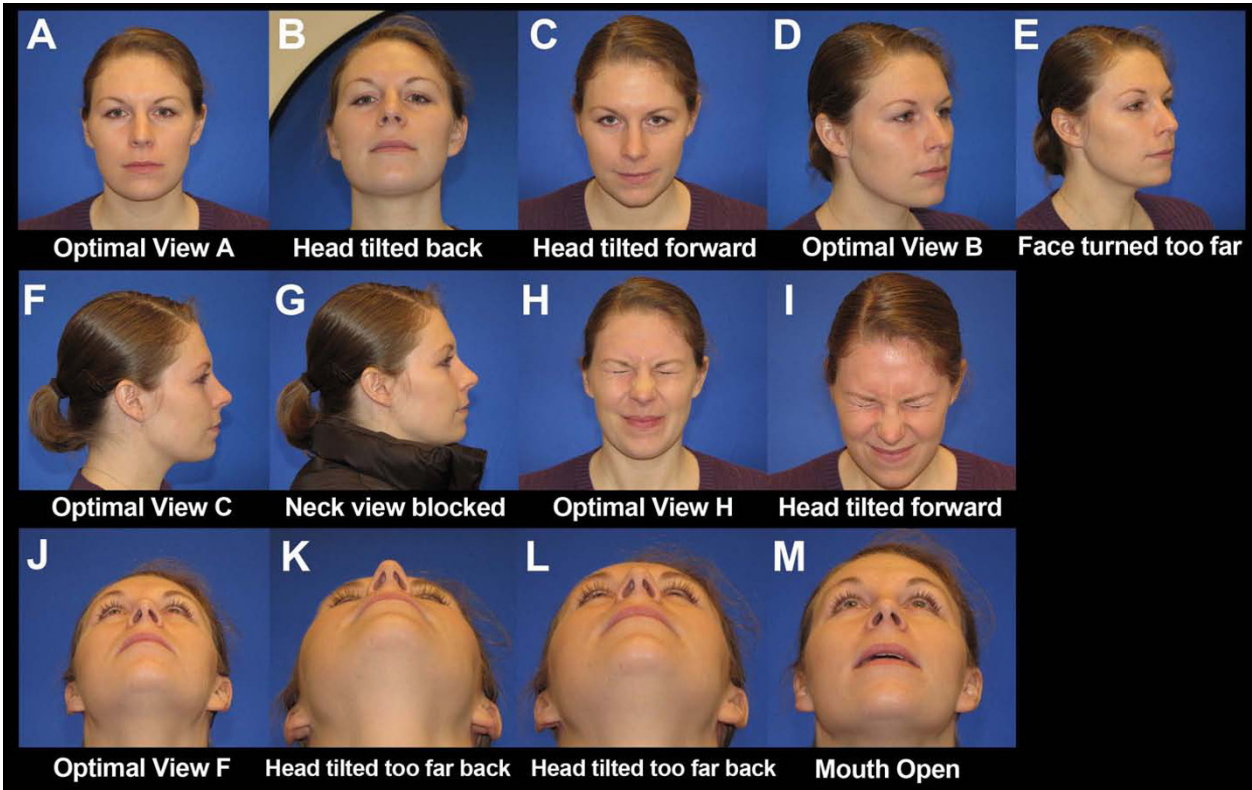 A B C D E
Optimal View A Head tilted back Head tilted forward Optimal View B Face turned too far
F G H I
Optimal View C Neck view blocked Optimal View H Head tilted forward
J K L M
Optimal View F Head tilted too far back Head tilted too far back Mouth Open